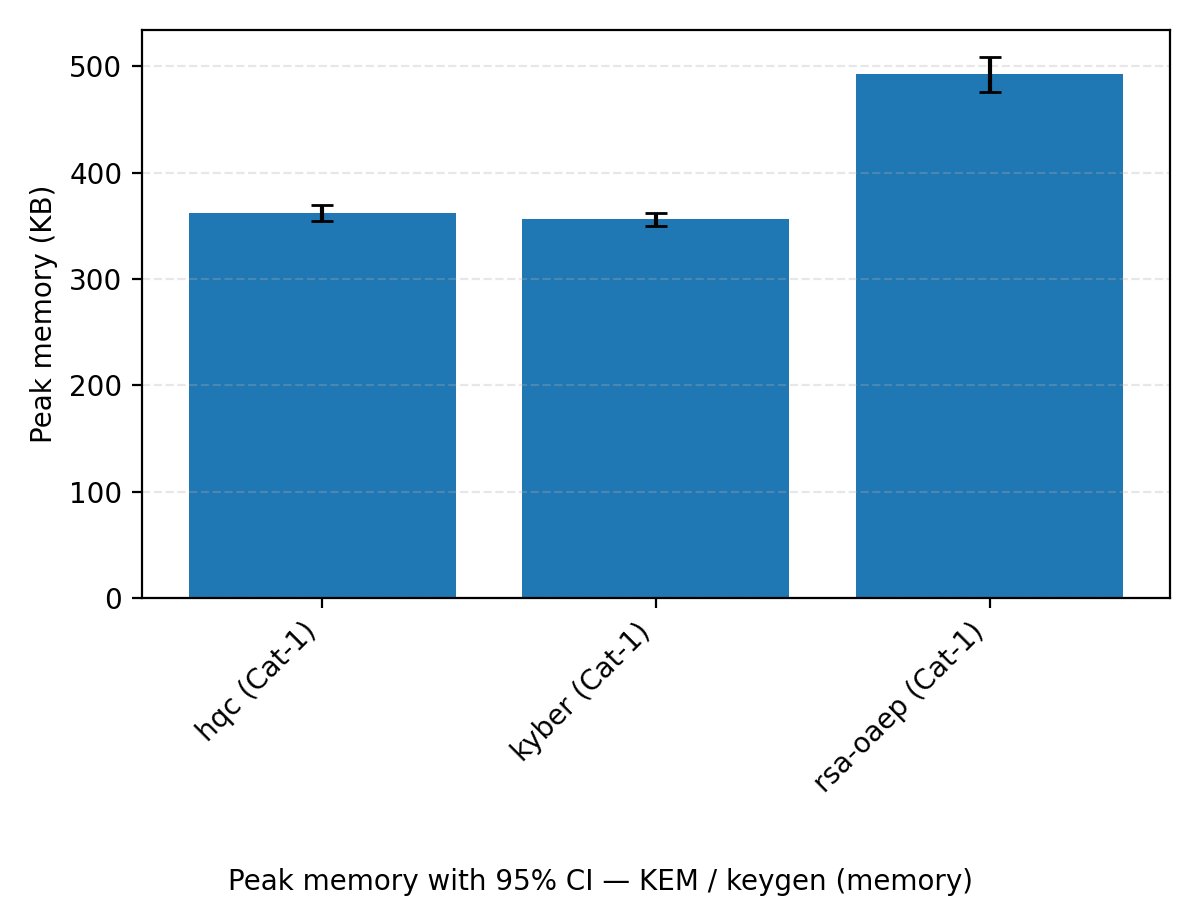 500
400
300
200
100
0
Peak memory (KB)
hqc (Cat-1)
kyber (Cat-1)
rsa-oaep (Cat-1)
Peak memory with 95% CI — KEM / keygen (memory)